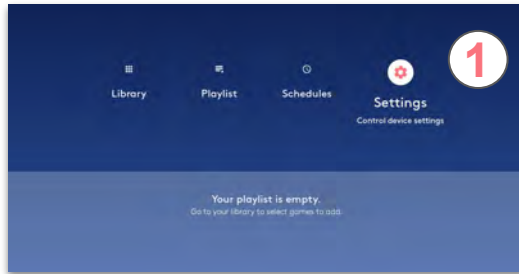 1
Library
Playlist
Schedules
Settings
Control device settings
Your playlist is empty.
Go to your library to select games to add.